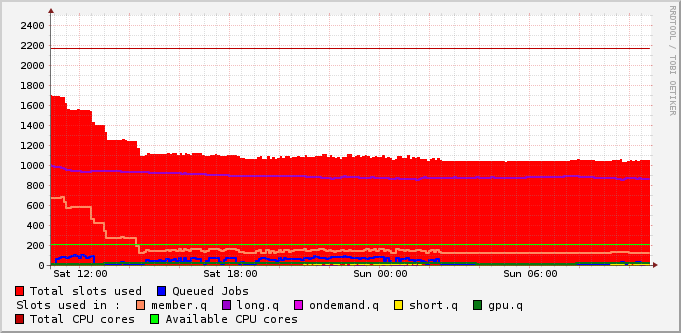 RRDTOOL / TOBI OETIKER
2400
2200
2000
1800
1600
1400
1200
1000
800
600
400
200
0
Sat 12:00 Sat 18:00 Sun 00:00 Sun 06:00
Total slots used Queued Jobs
Slots used in : member.q long.q ondemand.q short.q gpu.q
Total CPU cores Available CPU cores